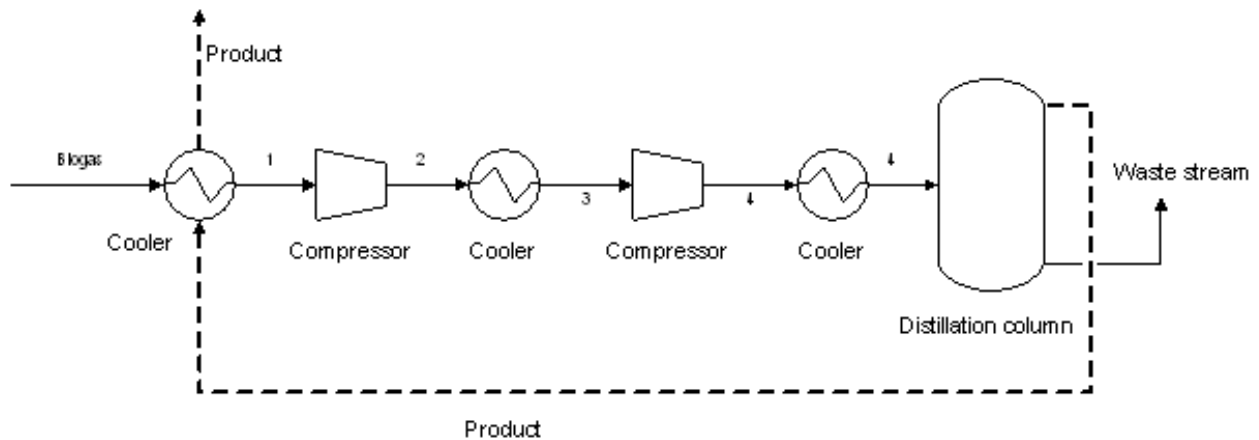 Product
Biogas
1
2
3
4
4
Waste stream
Cooler
Compressor
Cooler
Compressor
Cooler
Distillation column
Product